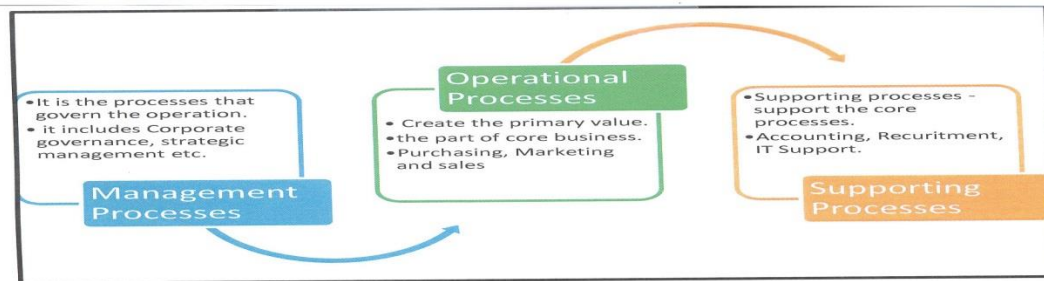 •It is the processes that
govern the operation.
• it includes Corporate
governance, strategic
management etc.
Management
Processes
Operational
Processes
• Create the primary value.
•the part of core business.
•Purchasing, Marketing
and sales
•Supporting processes -
support the core
processes.
•Accounting, Recuritment,
IT Support.
Supporting
Processes